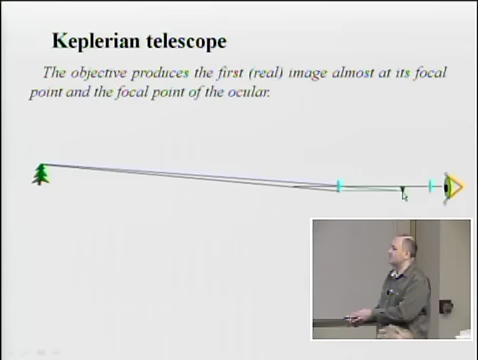 Keplerian telescope
The objective produces the first (real) image almost at its focal
point and the focal point of the ocular.